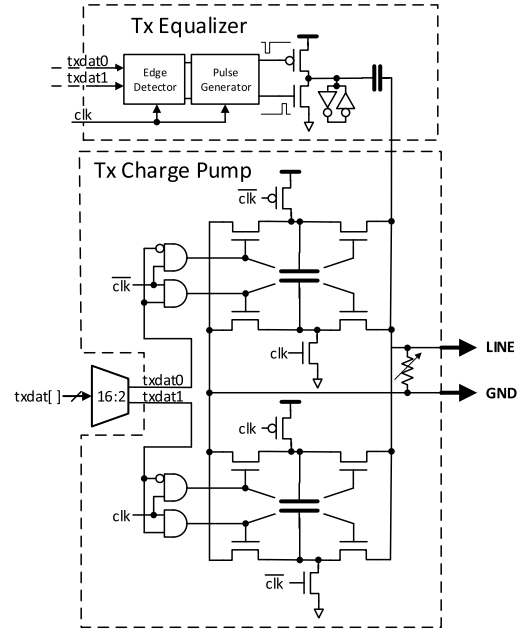 Tx Equalizer
txdat0
txdat1
Edge
Detector
Pulse
Generator
clk
Tx Charge Pump
clk
clk
clk
LINE
txdat0
txdat[ ]
16:2
txdat1
GND
clk
clk
clk